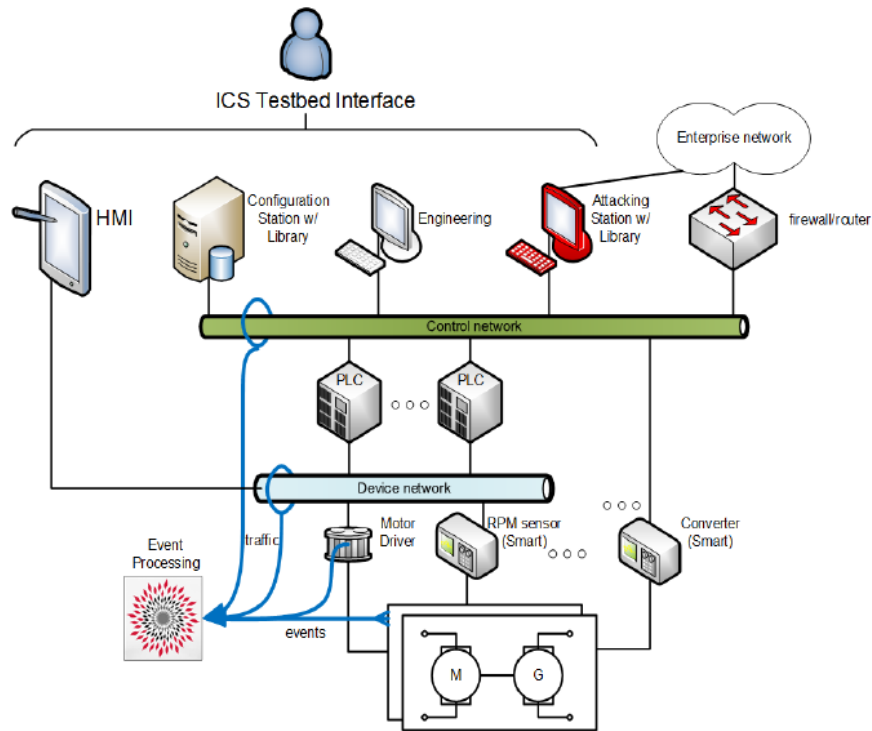 ICS Testbed Interface
Enterprise network
HMI
Configuration
Station w/
Library
Engineering
Attacking
Station w/
Library
firewall/router
Control network
PLC
PLC
Device network
Event
Processing
traffic
Motor
Driver
RPM sensor
(Smart)
Converter
(Smart)
events
M
G